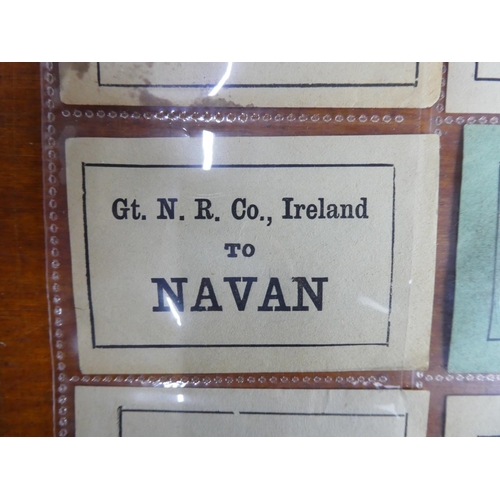 Gt. N. R. Co., Ireland
TO
NAVAN